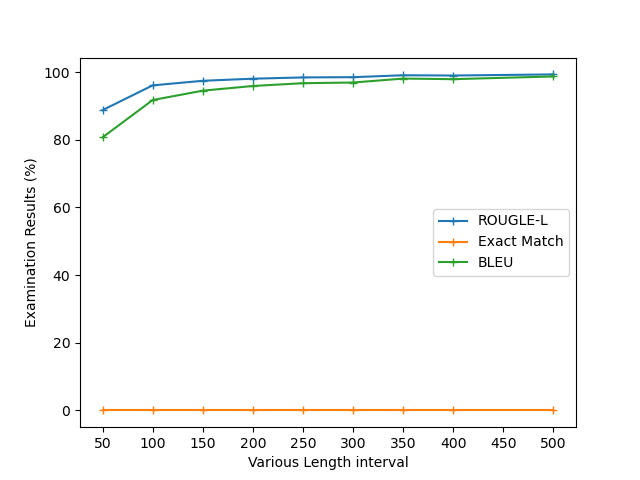 100
80
60
40
20
0
Examination Results (%)
ROUGLE-L
Exact Match
BLEU
50 100 150 200 250 300 350 400 450 500
Various Length interval